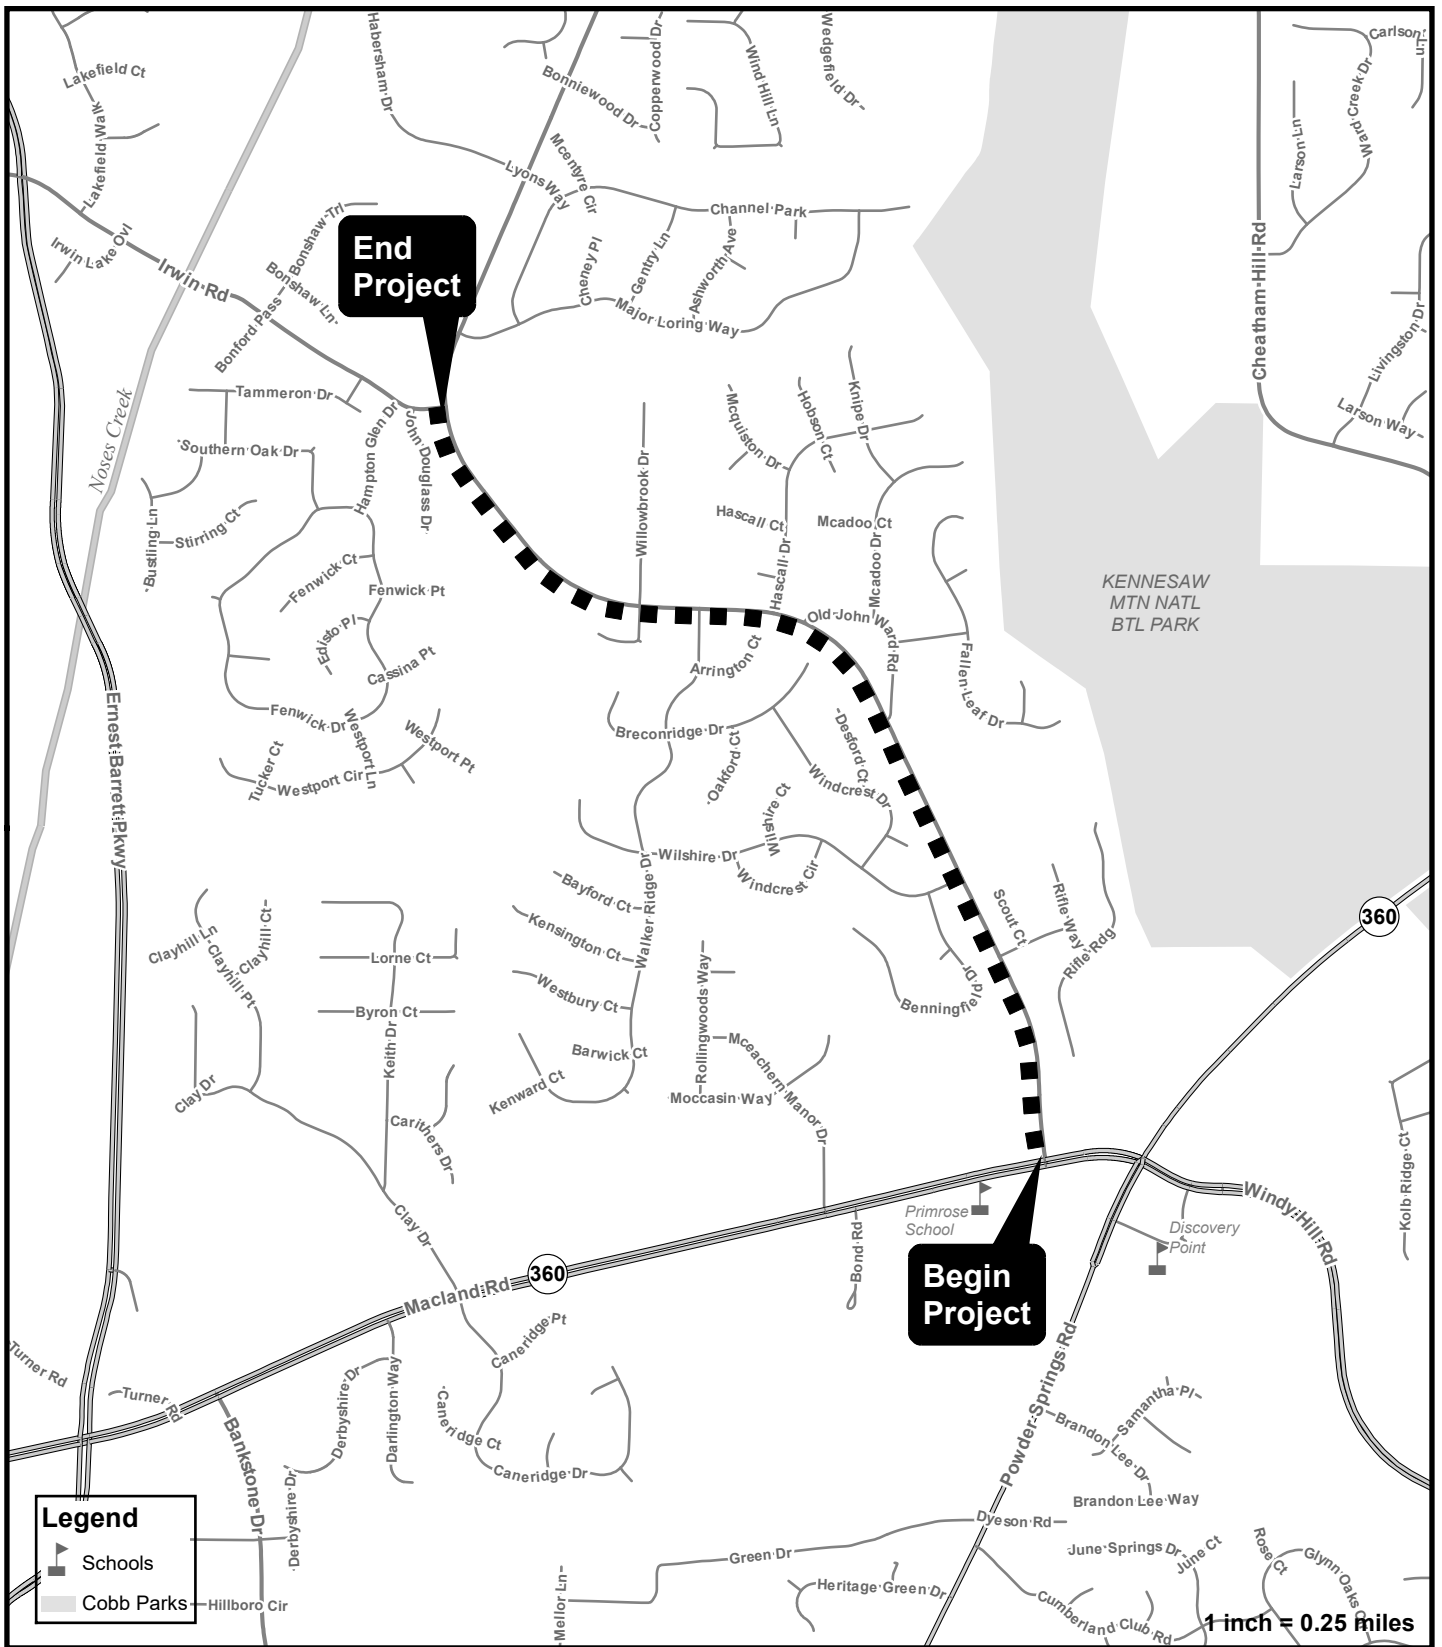 Habersham Dr
Lakefield Ct
Lakefield Walk
Bonniewood Dr
Copperwood Dr
Wind Hill Ln
Wedgefield Dr
Carlson Ln
Ward Creek Dr
Larson Ln
Mcentyre Cir
Lyons Way
Channel Park
Irwin Lake Ovl
Irwin Rd
Bonshaw Trl
Bonshaw Ln
Bonford Pass
End
Project
Cheney Pl
Gentry Ln
Ashworth Ave
Major Loring Way
Cheatham Hill Rd
Livingston Dr
Larson Way
Noses Creek
Tammeron Dr
Southern Oak Dr
Hampton Glen Dr
John Douglass Dr
Bustling Ln
Stirring Ct
Willowbrook Dr
Mcquiston Dr
Hobson Ct
Knipe Dr
Hascall Ct
Hascall Dr
Mcadoo Ct
Mcadoo Dr
Fenwick Ct
Fenwick Pt
Edisto Pl
Cassina Pt
Fenwick Dr
Old John Ward Rd
Arrington Ct
Fallen Leaf Dr
KENNESAW
MTN NATL
BTL PARK
Ernest Barrett Pkwy
Tucker Ct
Westport Cir
Westport Ln
Westport Pt
Breconridge Dr
Oakford Ct
Desford Ct
Windcrest Dr
Wilshire Ct
Wilshire Dr
Windcrest Cir
Walker Ridge Dr
Bayford Ct
Kensington Ct
Westbury Ct
Barwick Ct
Kenward Ct
Scout Ct
Rifle Way
Rifle Rdg
Benningfield Dr
360
Clayhill Ln
Clayhill Ct
Clayhill Pt
Lorne Ct
Byron Ct
Keith Dr
Clay Dr
Carithers Dr
Rollingwoods Way
Mceachern Manor Dr
Moccasin Way
Kolb Ridge Ct
Clay Dr
Primrose
School
Discovery
Point
Windy Hill Rd
Bond Rd
Begin
Project
Macland Rd
360
Powder Springs Rd
Caneridge Pt
Caneridge Ct
Caneridge Dr
Turner Rd
Turner Rd
Bankstone Dr
Derbyshire Dr
Derbyshire Dr
Darlington Way
Samantha Pl
Brandon Lee Dr
Brandon Lee Way
Dyeson Rd
Green Dr
Heritage Green Dr
Mellor Ln
Hillboro Cir
June Springs Dr
June Ct
Rose Ct
Glynn Oaks
Cumberland Club Rd
Legend
Schools
Cobb Parks
1 inch = 0.25 miles